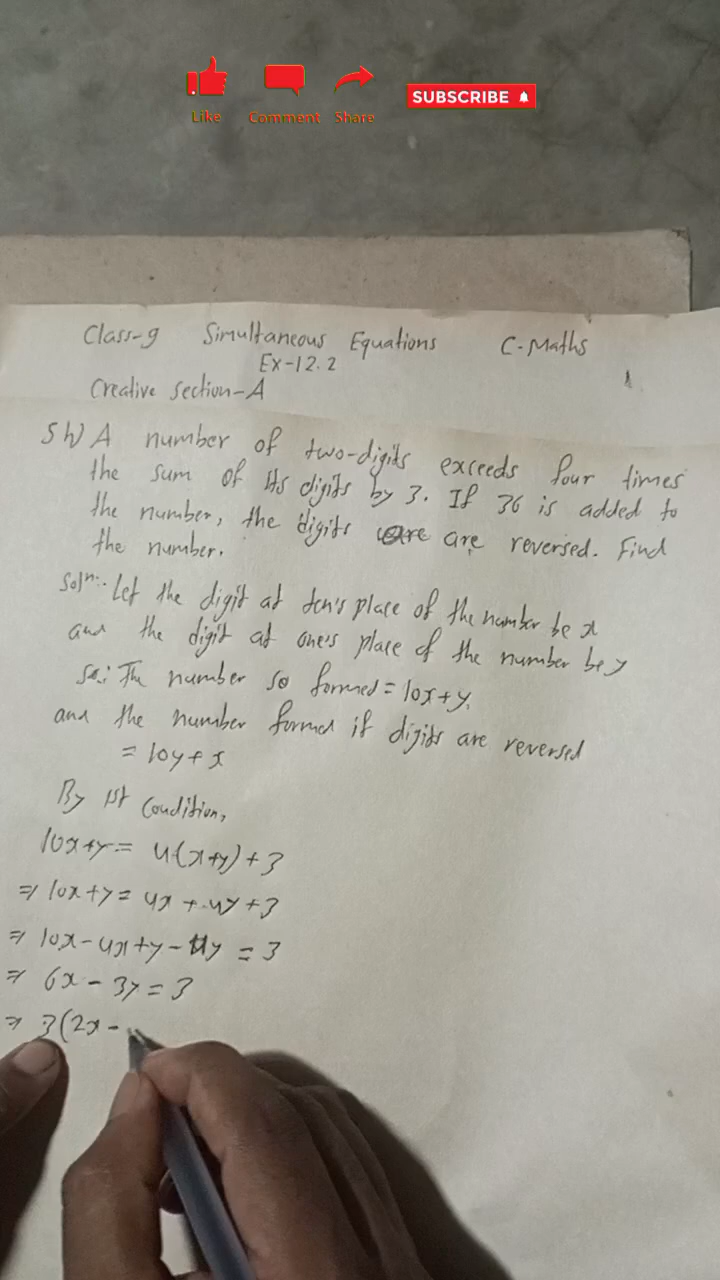 Like Comment Share
SUBSCRIBE
Class-9 Simultaneous Equations C-Maths
Ex-12.2
Creative section-A
5 h) A number of two-digits exceeds four times
the sum of its digits by 3. If 36 is added to
the number, the digits are are reversed. Find
the number.
Soln:- Let the digit at ten's place of the number be x
and the digit at one's place of the number be y
So: The number so formed = 10x+y.
and the number formed if digits are reversed
= 10y+x
By 1st Condition,
10x+y = 4(x+y)+3
⇒ 10x+y = 4x + 4y +3
⇒ 10x-4x+y-4y = 3
⇒ 6x - 3y = 3
⇒ 3(2x -